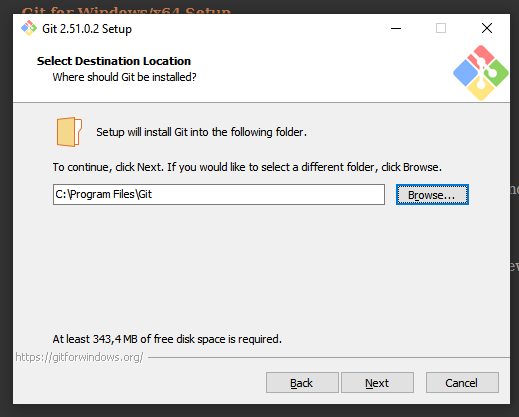 Git for Windows/x64 Setup
Git 2.51.0.2 Setup
Select Destination Location
Where should Git be installed?
Setup will install Git into the following folder.
To continue, click Next. If you would like to select a different folder, click Browse.
C:\Program Files\Git
Browse...
At least 343,4 MB of free disk space is required.
https://gitforwindows.org/
Back
Next
Cancel